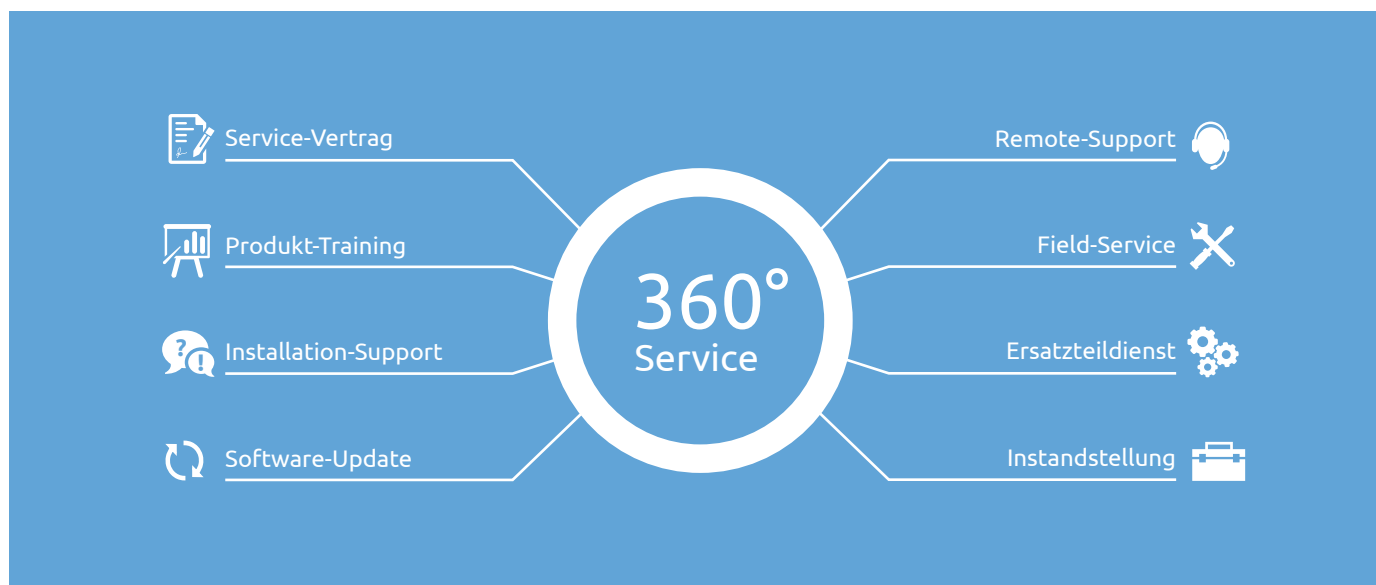 Service-Vertrag
Produkt-Training
Installation-Support
Software-Update
360°
Service
Remote-Support
Field-Service
Ersatzteildienst
Instandstellung